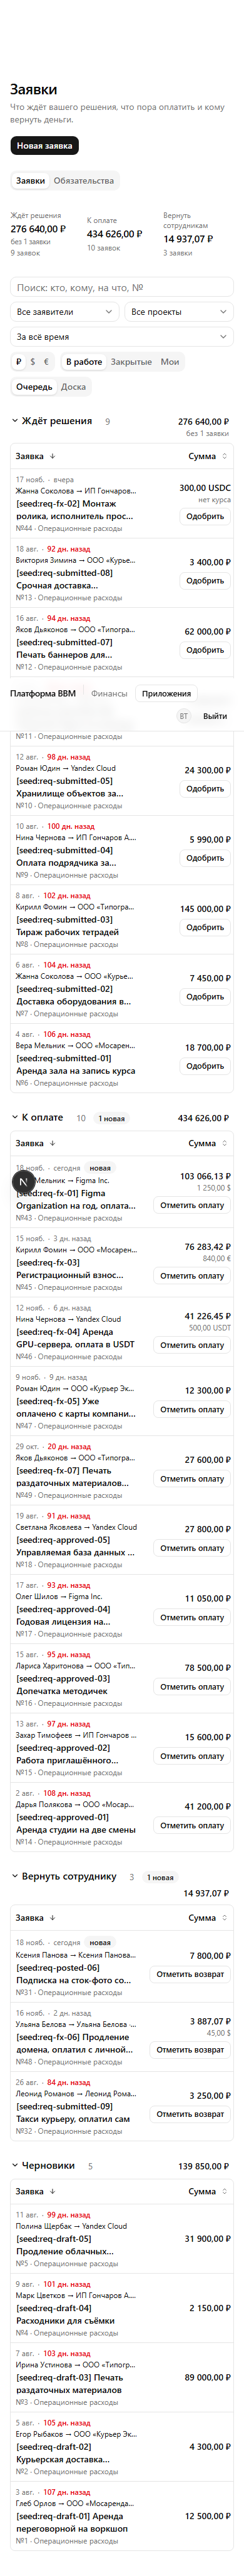 Заявки
Что ждёт вашего решения, что пора оплатить и кому
вернуть деньги.
Новая заявка
Заявки
Обязательства
Ждёт решения
276 640,00 ₽
без 1 заявки
9 заявок
К оплате
434 626,00 ₽
10 заявок
Вернуть
сотрудникам
14 937,07 ₽
3 заявки
Поиск: кто, кому, на что, №
Все заявители
Все проекты
За всё время
₽ $ €
В работе Закрытые Мои
Очередь Доска
Ждёт решения 9
276 640,00 ₽
без 1 заявки
Заявка ↓ Сумма
17 нояб. · вчера
Жанна Соколова → ИП Гончаров…
[seed:req-fx-02] Монтаж
ролика, исполнитель прос…
№44 · Операционные расходы
300,00 USDC
нет курса
Одобрить
18 авг. · 92 дн. назад
Виктория Зимина → ООО «Курье…
[seed:req-submitted-08]
Срочная доставка…
№13 · Операционные расходы
3 400,00 ₽
Одобрить
16 авг. · 94 дн. назад
Яков Дьяконов → ООО «Типогра…
[seed:req-submitted-07]
Печать баннеров для…
№12 · Операционные расходы
62 000,00 ₽
Одобрить
Платформа ВВМ
Финансы
Приложения
ВТ
Выйти
№11 · Операционные расходы
12 авг. · 98 дн. назад
Роман Юдин → Yandex Cloud
[seed:req-submitted-05]
Хранилище объектов за…
№10 · Операционные расходы
24 300,00 ₽
Одобрить
10 авг. · 100 дн. назад
Нина Чернова → ИП Гончаров А.…
[seed:req-submitted-04]
Оплата подрядчика за…
№9 · Операционные расходы
5 990,00 ₽
Одобрить
8 авг. · 102 дн. назад
Кирилл Фомин → ООО «Типогра…
[seed:req-submitted-03]
Тираж рабочих тетрадей
№8 · Операционные расходы
145 000,00 ₽
Одобрить
6 авг. · 104 дн. назад
Жанна Соколова → ООО «Курье…
[seed:req-submitted-02]
Доставка оборудования в…
№7 · Операционные расходы
7 450,00 ₽
Одобрить
4 авг. · 106 дн. назад
Вера Мельник → ООО «Мосарен…
[seed:req-submitted-01]
Аренда зала на запись курса
№6 · Операционные расходы
18 700,00 ₽
Одобрить
К оплате 10 1 новая
434 626,00 ₽
Заявка ↓ Сумма
18 нояб. · сегодня новая
Мельник → Figma Inc.
[seed:req-fx-01] Figma
Organization на год, оплата…
№43 · Операционные расходы
103 066,13 ₽
1 250,00 $
Отметить оплату
N
15 нояб. · 3 дн. назад
Кирилл Фомин → ООО «Мосарен…
[seed:req-fx-03]
Регистрационный взнос…
№45 · Операционные расходы
76 283,42 ₽
840,00 €
Отметить оплату
12 нояб. · 6 дн. назад
Нина Чернова → Yandex Cloud
[seed:req-fx-04] Аренда
GPU-сервера, оплата в USDT
№46 · Операционные расходы
41 226,45 ₽
500,00 USDT
Отметить оплату
9 нояб. · 9 дн. назад
Роман Юдин → ООО «Курьер Эк…
[seed:req-fx-05] Уже
оплачено с карты компани…
№47 · Операционные расходы
12 300,00 ₽
Отметить оплату
29 окт. · 20 дн. назад
Яков Дьяконов → ООО «Типогра…
[seed:req-fx-07] Печать
раздаточных материалов…
№49 · Операционные расходы
27 600,00 ₽
Отметить оплату
19 авг. · 91 дн. назад
Светлана Яковлева → Yandex Cloud
[seed:req-approved-05]
Управляемая база данных …
№18 · Операционные расходы
27 800,00 ₽
Отметить оплату
17 авг. · 93 дн. назад
Олег Шилов → Figma Inc.
[seed:req-approved-04]
Годовая лицензия на…
№17 · Операционные расходы
11 050,00 ₽
Отметить оплату
15 авг. · 95 дн. назад
Лариса Харитонова → ООО «Тип…
[seed:req-approved-03]
Допечатка методичек
№16 · Операционные расходы
78 500,00 ₽
Отметить оплату
13 авг. · 97 дн. назад
Захар Тимофеев → ИП Гончаров …
[seed:req-approved-02]
Работа приглашённого…
№15 · Операционные расходы
15 600,00 ₽
Отметить оплату
2 авг. · 108 дн. назад
Дарья Полякова → ООО «Мосар…
[seed:req-approved-01]
Аренда студии на две смены
№14 · Операционные расходы
41 200,00 ₽
Отметить оплату
Вернуть сотруднику 3 1 новая
14 937,07 ₽
Заявка ↓ Сумма
18 нояб. · сегодня новая
Ксения Панова → Ксения Панова…
[seed:req-posted-06]
Подписка на сток-фото со…
№31 · Операционные расходы
7 800,00 ₽
Отметить возврат
16 нояб. · 2 дн. назад
Ульяна Белова → Ульяна Белова ·…
[seed:req-fx-06] Продление
домена, оплатил с личной…
№48 · Операционные расходы
3 887,07 ₽
45,00 $
Отметить возврат
26 авг. · 84 дн. назад
Леонид Романов → Леонид Рома…
[seed:req-submitted-09]
Такси курьеру, оплатил сам
№32 · Операционные расходы
3 250,00 ₽
Отметить возврат
Черновики 5
139 850,00 ₽
Заявка ↓ Сумма
11 авг. · 99 дн. назад
Полина Щербак → Yandex Cloud
[seed:req-draft-05]
Продление облачных…
№5 · Операционные расходы
31 900,00 ₽
9 авг. · 101 дн. назад
Марк Цветков → ИП Гончаров А.…
[seed:req-draft-04]
Расходники для съёмки
№4 · Операционные расходы
2 150,00 ₽
7 авг. · 103 дн. назад
Ирина Устинова → ООО «Типогр…
[seed:req-draft-03] Печать
раздаточных материалов
№3 · Операционные расходы
89 000,00 ₽
5 авг. · 105 дн. назад
Егор Рыбаков → ООО «Курьер Эк…
[seed:req-draft-02]
Курьерская доставка…
№2 · Операционные расходы
4 300,00 ₽
3 авг. · 107 дн. назад
Глеб Орлов → ООО «Мосаренда…
[seed:req-draft-01] Аренда
переговорной на воркшоп
№1 · Операционные расходы
12 500,00 ₽